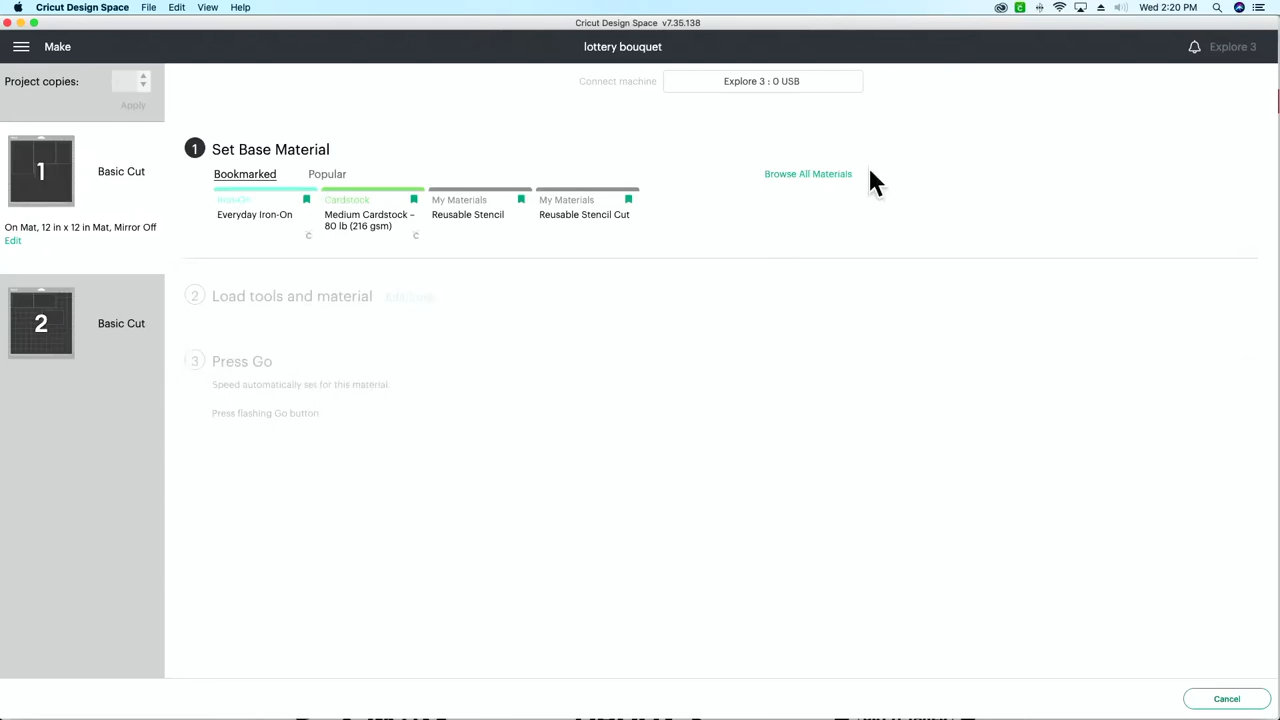 Cricut Design Space File Edit View Help Wed 2:20 PM
Cricut Design Space v7.35.138
Make lottery bouquet Explore 3
Project copies:
Apply
Connect machine Explore 3 : 0 USB
1 Basic Cut
On Mat, 12 in x 12 in Mat, Mirror Off
Edit
2 Basic Cut
1 Set Base Material
Bookmarked Popular Browse All Materials
Cardstock My Materials My Materials
Everyday Iron-On Medium Cardstock – Reusable Stencil Reusable Stencil Cut
80 lb (216 gsm)
2 Load tools and material
3 Press Go
Speed automatically set for this material.
Press flashing Go button
Cancel